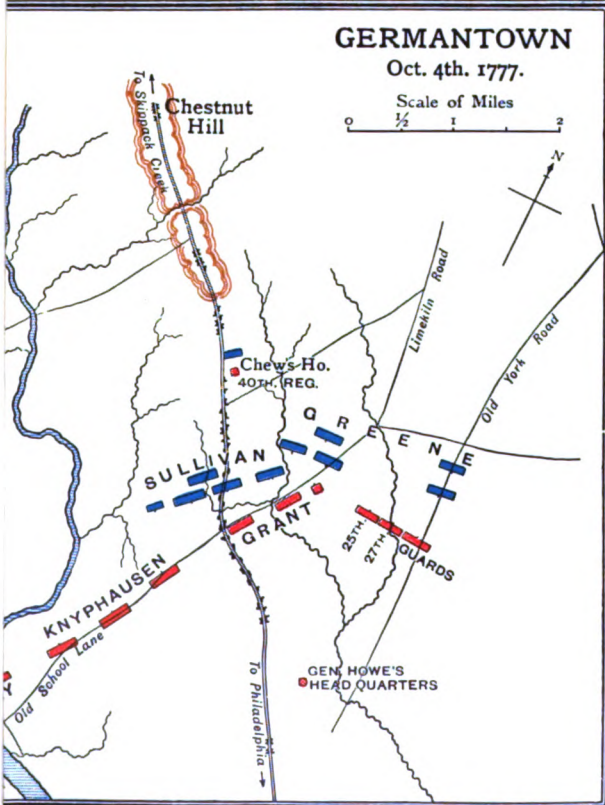 GERMANTOWN
Oct. 4th. 1777.
Scale of Miles
0 ½ 1 2
N
To Skippack Creek
Chestnut
Hill
Limekiln Road
Old York Road
Chew's Ho.
40TH. REG.
GREENE
SULLIVAN
GRANT
25TH.
27TH.
GUARDS
KNYPHAUSEN
Old School Lane
Y
GEN. HOWE'S
HEAD QUARTERS
To Philadelphia